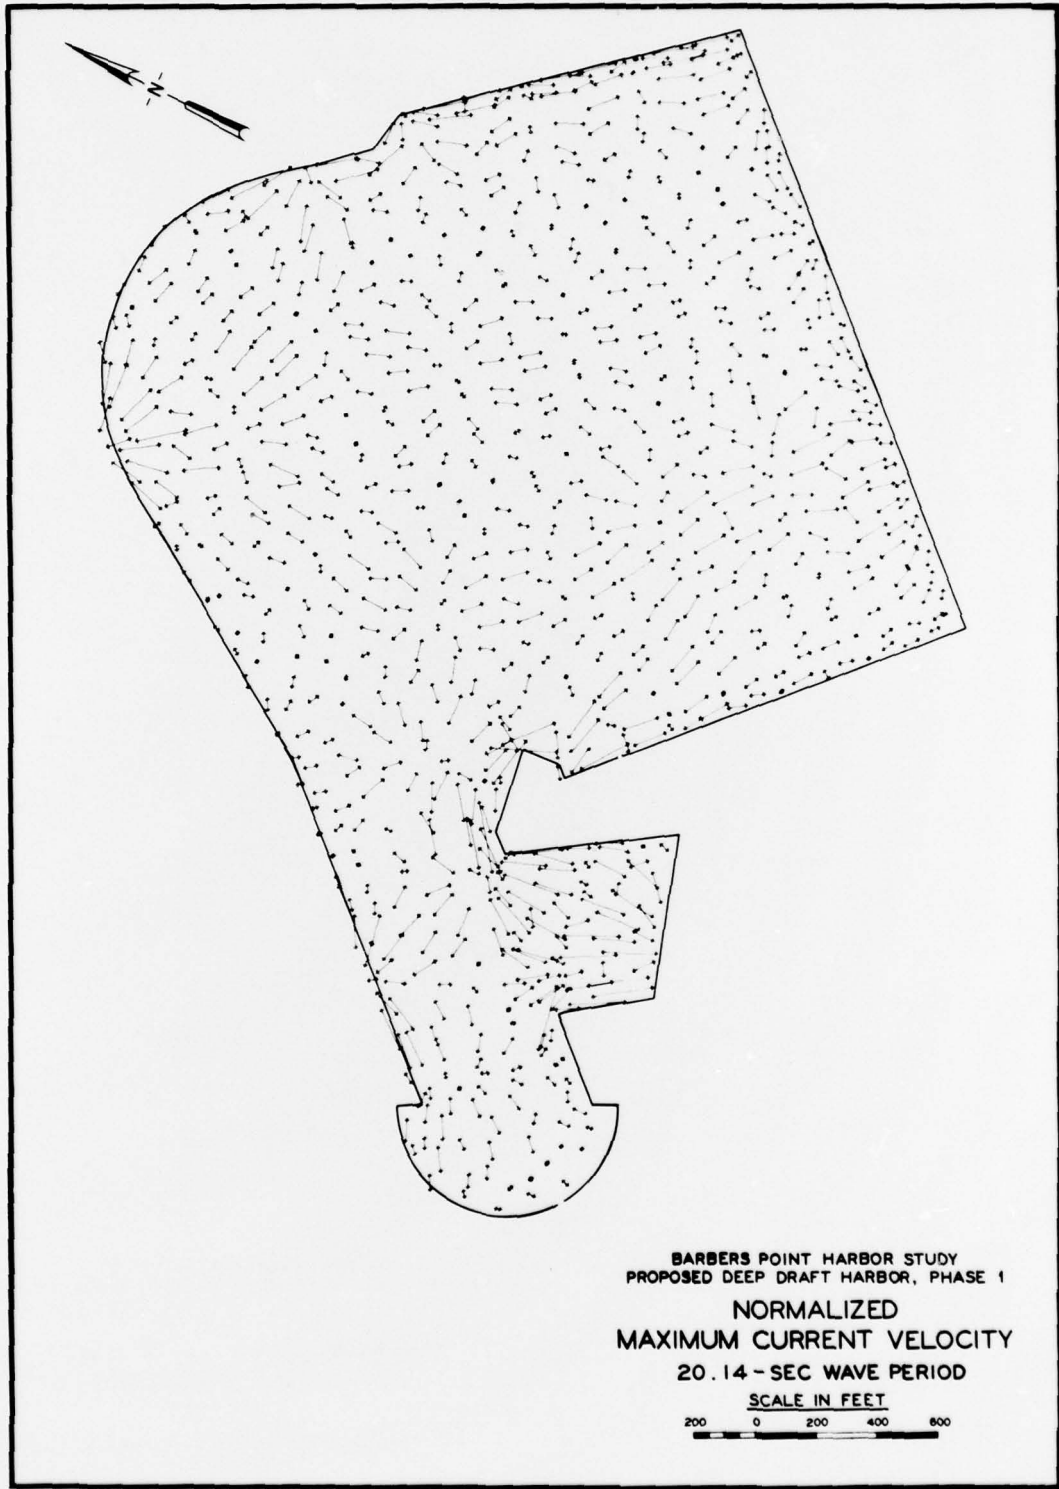 -N-
BARBERS POINT HARBOR STUDY
PROPOSED DEEP DRAFT HARBOR, PHASE 1
NORMALIZED
MAXIMUM CURRENT VELOCITY
20.14-SEC WAVE PERIOD
SCALE IN FEET
200 0 200 400 600